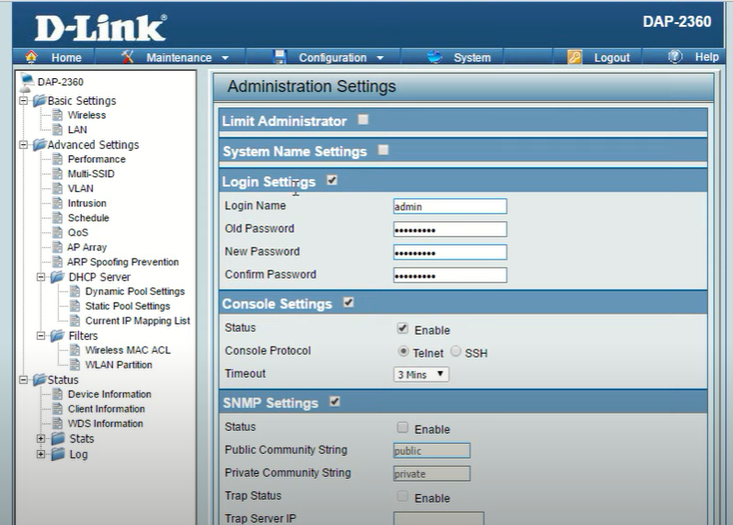 D-Link®
DAP-2360
Home Maintenance Configuration System Logout Help
DAP-2360
Basic Settings
Wireless
LAN
Advanced Settings
Performance
Multi-SSID
VLAN
Intrusion
Schedule
QoS
AP Array
ARP Spoofing Prevention
DHCP Server
Dynamic Pool Settings
Static Pool Settings
Current IP Mapping List
Filters
Wireless MAC ACL
WLAN Partition
Status
Device Information
Client Information
WDS Information
Stats
Log
Administration Settings
Limit Administrator
System Name Settings
Login Settings
Login Name admin
Old Password •••••••••
New Password •••••••••
Confirm Password •••••••••
Console Settings
Status Enable
Console Protocol Telnet SSH
Timeout 3 Mins
SNMP Settings
Status Enable
Public Community String public
Private Community String private
Trap Status Enable
Trap Server IP